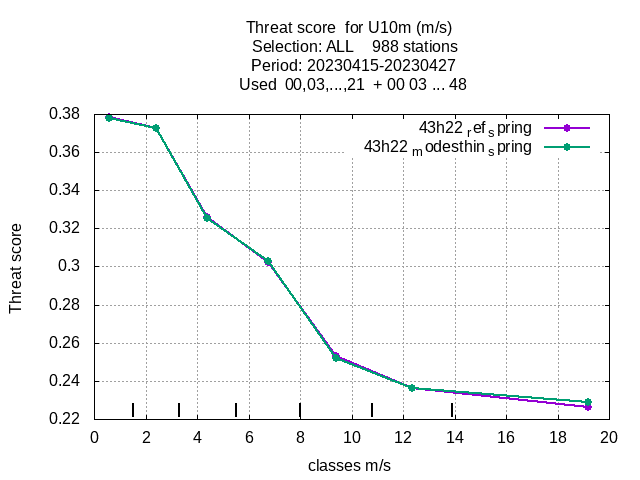 Threat score  for U10m (m/s)
Selection: ALL    988 stations
Period: 20230415-20230427
Used  00,03,...,21  + 00 03 ... 48
0.38
43h22 ref spring
0.36
43h22 modesthin spring
0.34
0.32
Threat score
0.3
0.28
0.26
0.24
0.22
0 2 4 6 8 10 12 14 16 18 20
classes m/s